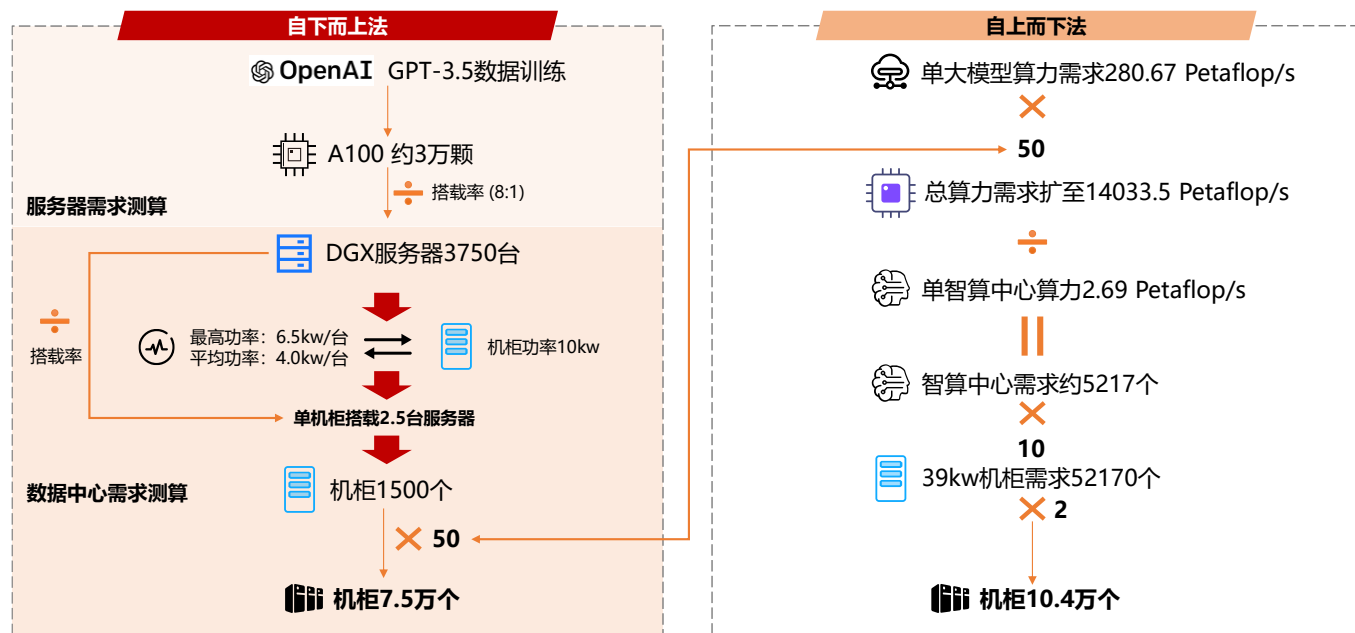 自下而上法
OpenAI GPT-3.5数据训练
A100 约3万颗
÷ 搭载率 (8:1)
服务器需求测算
DGX服务器3750台
÷
搭载率
最高功率：6.5kw/台
平均功率：4.0kw/台
机柜功率10kw
单机柜搭载2.5台服务器
机柜1500个
数据中心需求测算
× 50
机柜7.5万个
自上而下法
单大模型算力需求280.67 Petaflop/s
×
50
总算力需求扩至14033.5 Petaflop/s
÷
单智算中心算力2.69 Petaflop/s
智算中心需求约5217个
×
10
39kw机柜需求52170个
× 2
机柜10.4万个